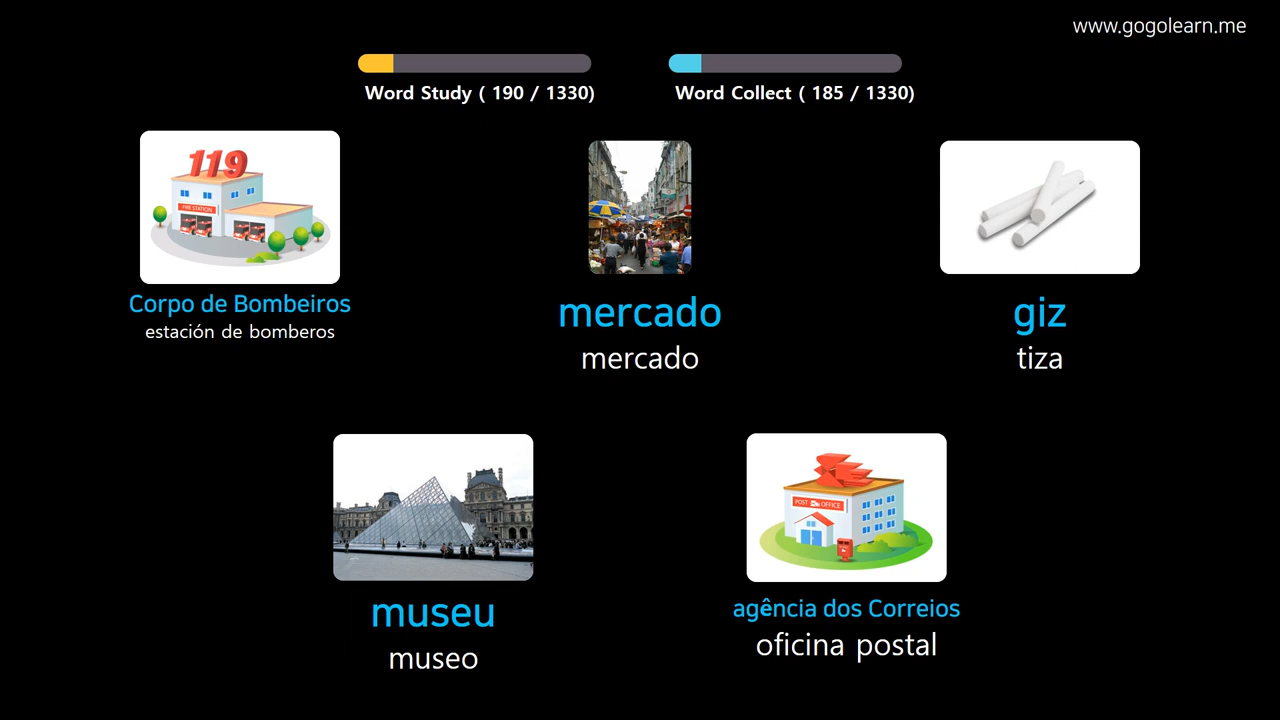 www.gogolearn.me
Word Study ( 190 / 1330)
Word Collect ( 185 / 1330)
119
FIRE STATION
Corpo de Bombeiros
estación de bomberos
mercado
mercado
giz
tiza
museu
museo
POST OFFICE
agência dos Correios
oficina postal